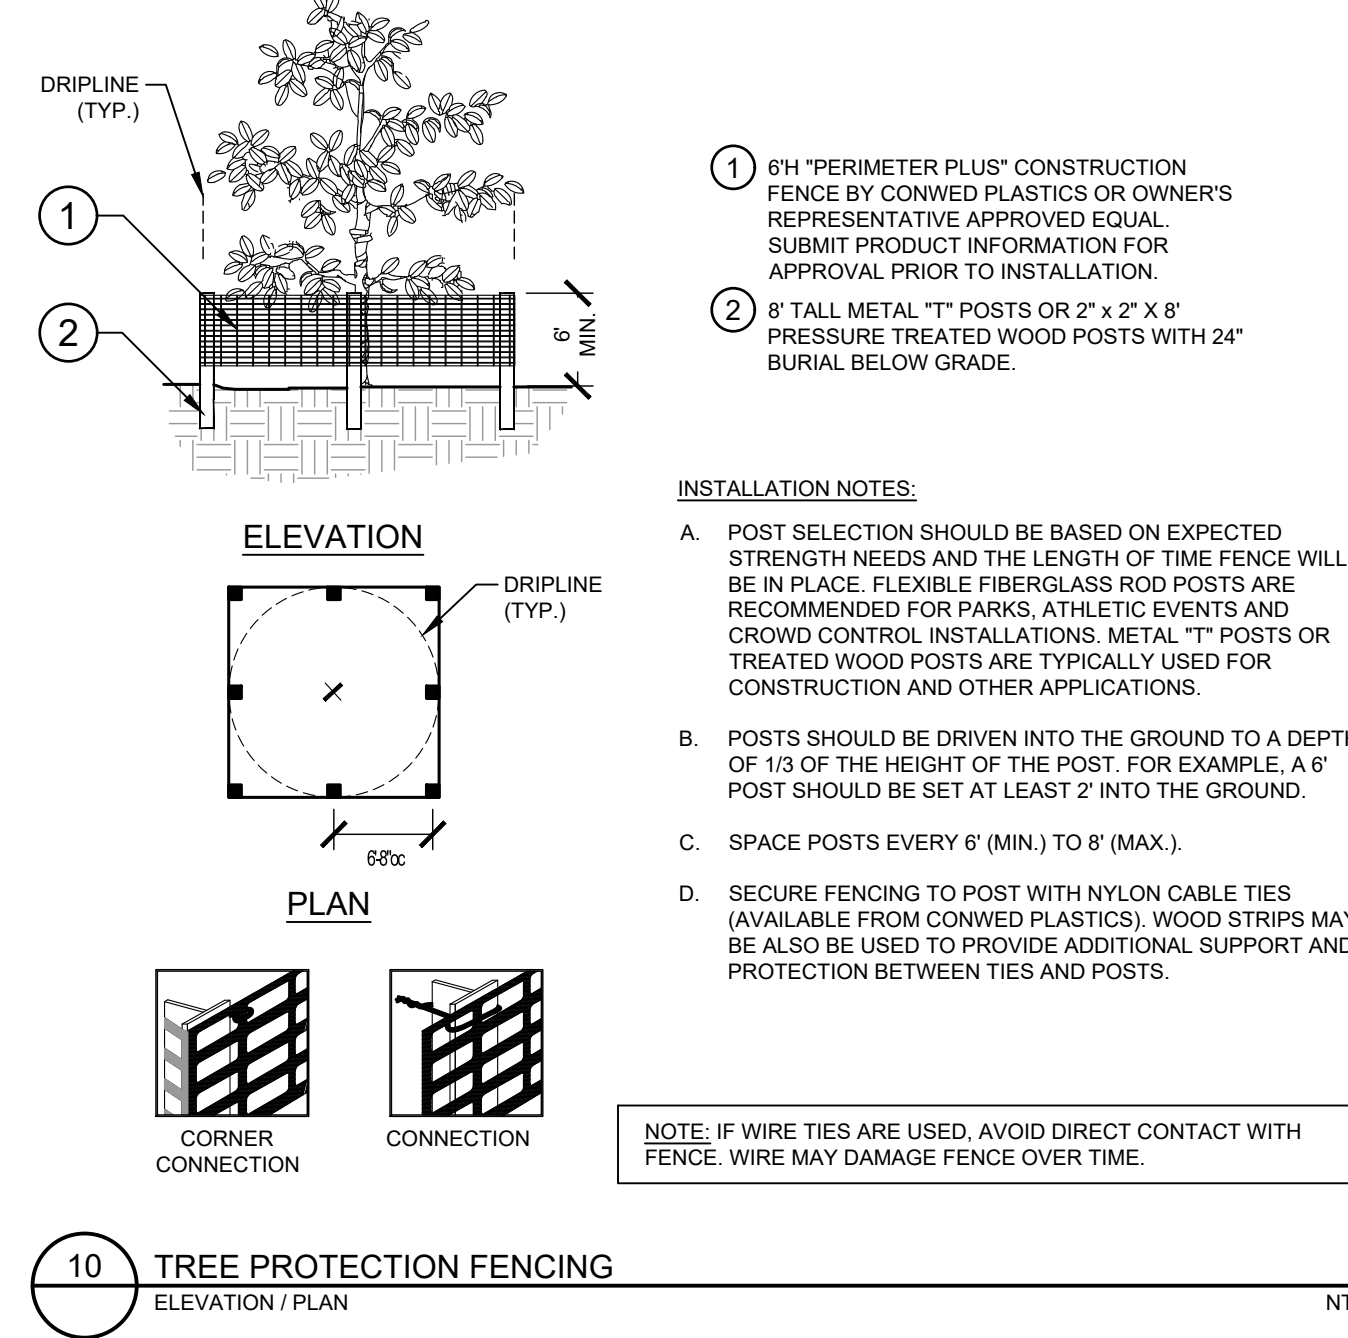 DRIPLINE
(TYP.)
1
2
6'
MIN.
ELEVATION
DRIPLINE
(TYP.)
6'-8"oc
PLAN
CORNER
CONNECTION
CONNECTION
1 6'H "PERIMETER PLUS" CONSTRUCTION
FENCE BY CONWED PLASTICS OR OWNER'S
REPRESENTATIVE APPROVED EQUAL.
SUBMIT PRODUCT INFORMATION FOR
APPROVAL PRIOR TO INSTALLATION.
2 8' TALL METAL "T" POSTS OR 2" x 2" X 8'
PRESSURE TREATED WOOD POSTS WITH 24"
BURIAL BELOW GRADE.
INSTALLATION NOTES:
A. POST SELECTION SHOULD BE BASED ON EXPECTED
STRENGTH NEEDS AND THE LENGTH OF TIME FENCE WILL
BE IN PLACE. FLEXIBLE FIBERGLASS ROD POSTS ARE
RECOMMENDED FOR PARKS, ATHLETIC EVENTS AND
CROWD CONTROL INSTALLATIONS. METAL "T" POSTS OR
TREATED WOOD POSTS ARE TYPICALLY USED FOR
CONSTRUCTION AND OTHER APPLICATIONS.
B. POSTS SHOULD BE DRIVEN INTO THE GROUND TO A DEPTH
OF 1/3 OF THE HEIGHT OF THE POST. FOR EXAMPLE, A 6'
POST SHOULD BE SET AT LEAST 2' INTO THE GROUND.
C. SPACE POSTS EVERY 6' (MIN.) TO 8' (MAX.).
D. SECURE FENCING TO POST WITH NYLON CABLE TIES
(AVAILABLE FROM CONWED PLASTICS). WOOD STRIPS MAY
BE ALSO BE USED TO PROVIDE ADDITIONAL SUPPORT AND
PROTECTION BETWEEN TIES AND POSTS.
NOTE: IF WIRE TIES ARE USED, AVOID DIRECT CONTACT WITH
FENCE. WIRE MAY DAMAGE FENCE OVER TIME.
10 TREE PROTECTION FENCING
ELEVATION / PLAN